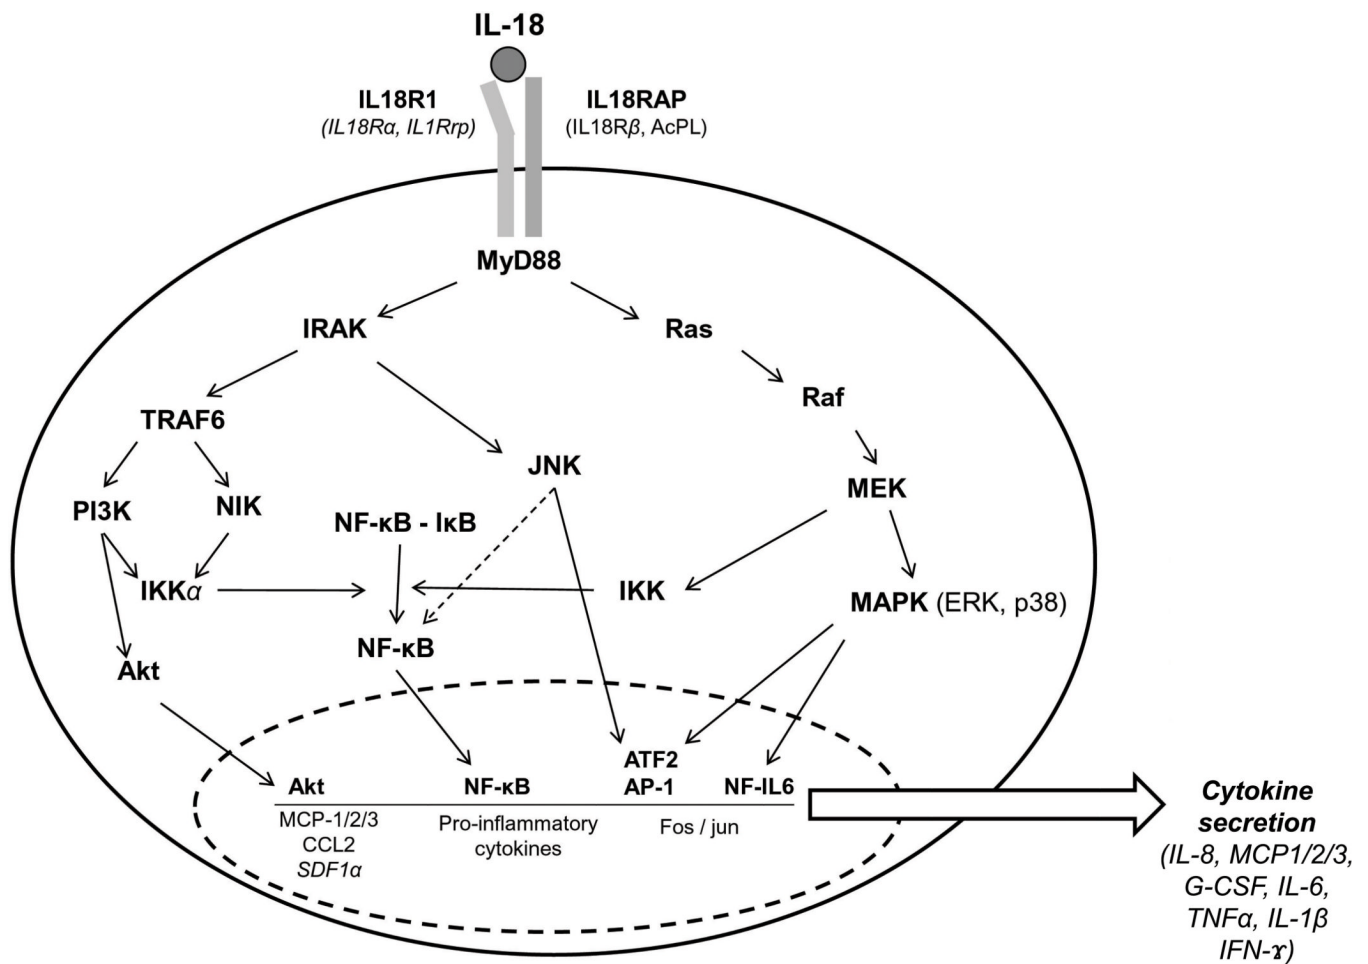 IL-18
IL18R1
(IL18Rα, IL1Rrp)
IL18RAP
(IL18Rβ, AcPL)
MyD88
IRAK
Ras
Raf
TRAF6
JNK
MEK
PI3K
NIK
NF-κB - IκB
IKKα
IKK
MAPK (ERK, p38)
NF-κB
Akt
ATF2
Akt
NF-κB
AP-1
NF-IL6
MCP-1/2/3
CCL2
SDF1α
Pro-inflammatory
cytokines
Fos / jun
Cytokine
secretion
(IL-8, MCP1/2/3,
G-CSF, IL-6,
TNFα, IL-1β
IFN-ɤ)